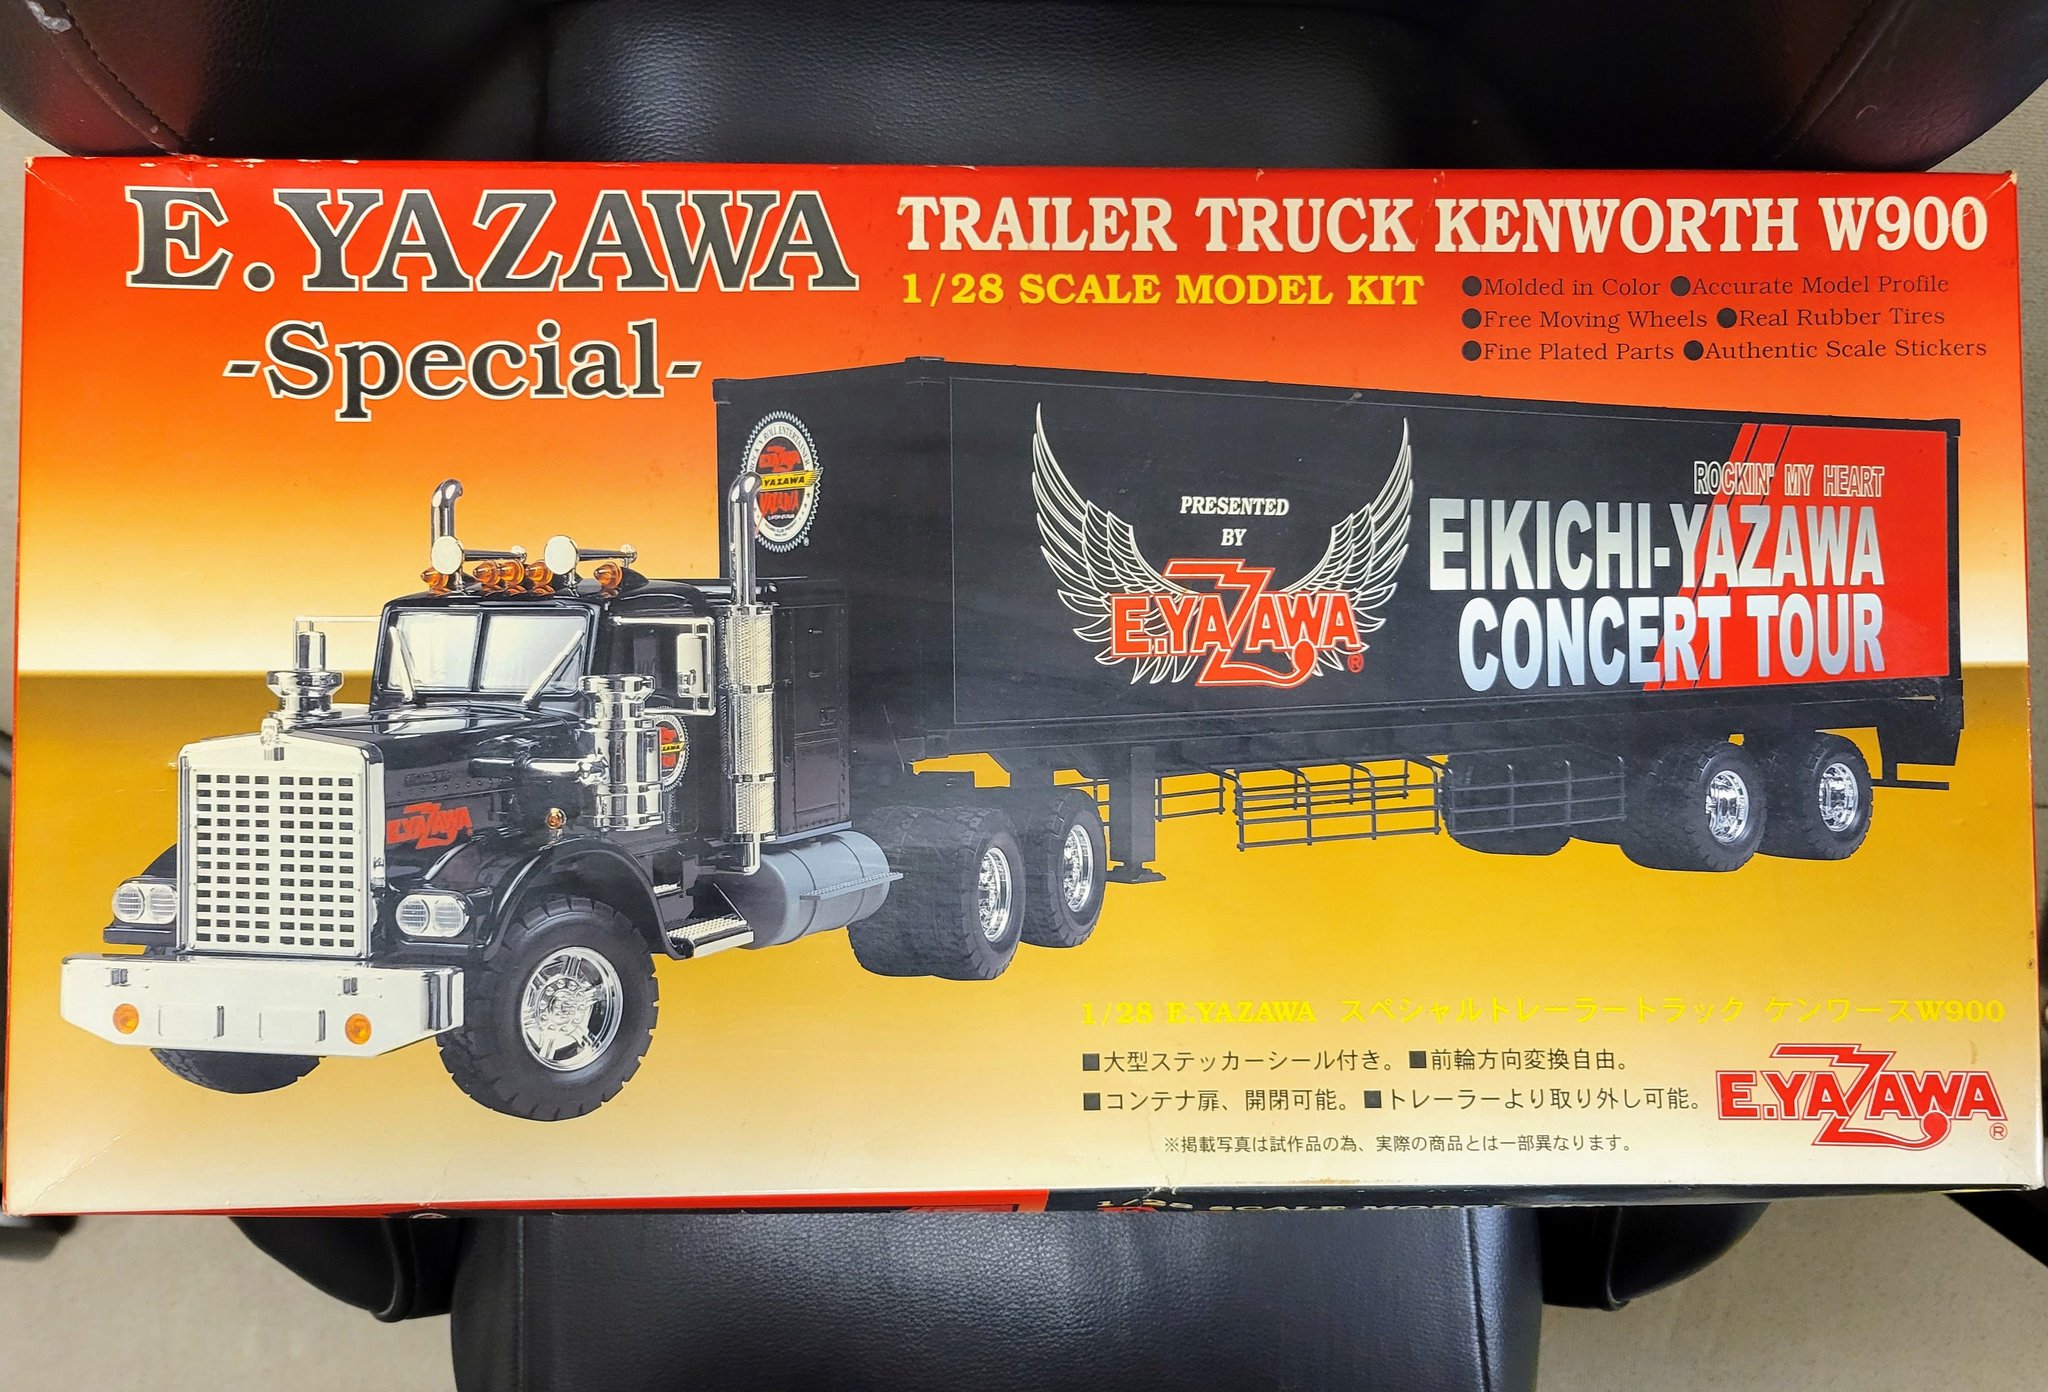 E.YAZAWA
-Special-
TRAILER TRUCK KENWORTH W900
1/28 SCALE MODEL KIT
●Molded in Color ●Accurate Model Profile
●Free Moving Wheels ●Real Rubber Tires
●Fine Plated Parts ●Authentic Scale Stickers
YAZAWA
PRESENTED
BY
E.YAZAWA®
ROCKIN' MY HEART
EIKICHI-YAZAWA
CONCERT TOUR
E.YAZAWA
1/28 E.YAZAWA スペシャルトレーラートラック ケンワースW900
■大型ステッカーシール付き。■前輪方向変換自由。
■コンテナ扉、開閉可能。■トレーラーより取り外し可能。
E.YAZAWA®
※掲載写真は試作品の為、実際の商品とは一部異なります。